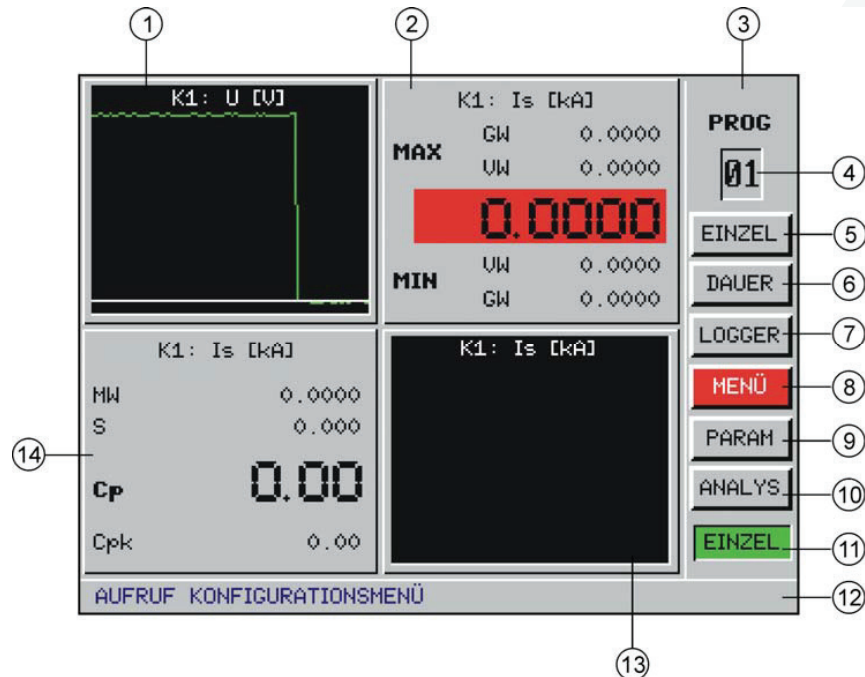 1
2
3
K1: U [V]
K1: Is [kA]
MAX
GW 0.0000
VW 0.0000
0.0000
MIN
VW 0.0000
GW 0.0000
PROG
01
4
EINZEL
5
DAUER
6
LOGGER
7
MENÜ
8
PARAM
9
ANALYS
10
EINZEL
11
K1: Is [kA]
MW 0.0000
S 0.000
14
Cp 0.00
Cpk 0.00
K1: Is [kA]
AUFRUF KONFIGURATIONSMENÜ
12
13